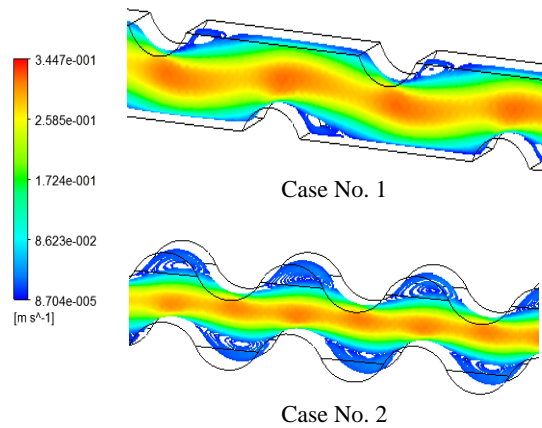 3.447e-001
2.585e-001
1.724e-001
8.623e-002
8.704e-005
[m s^-1]
Case No. 1
Case No. 2